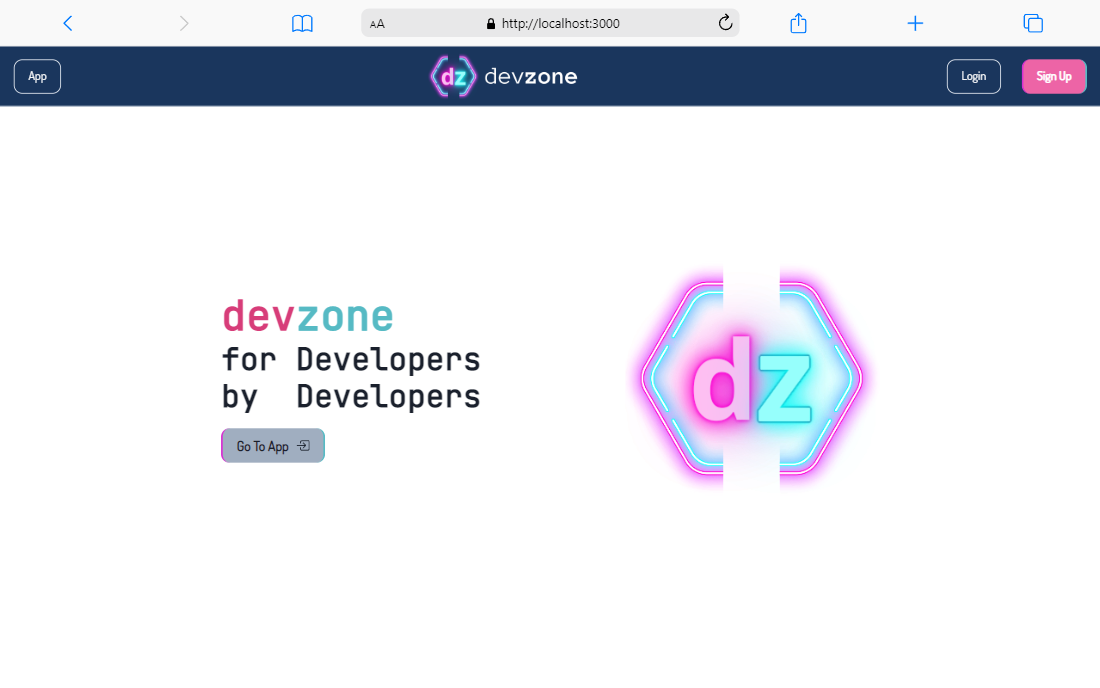 AA http://localhost:3000
App dz devzone Login Sign Up
devzone
for Developers
by Developers
Go To App
dz